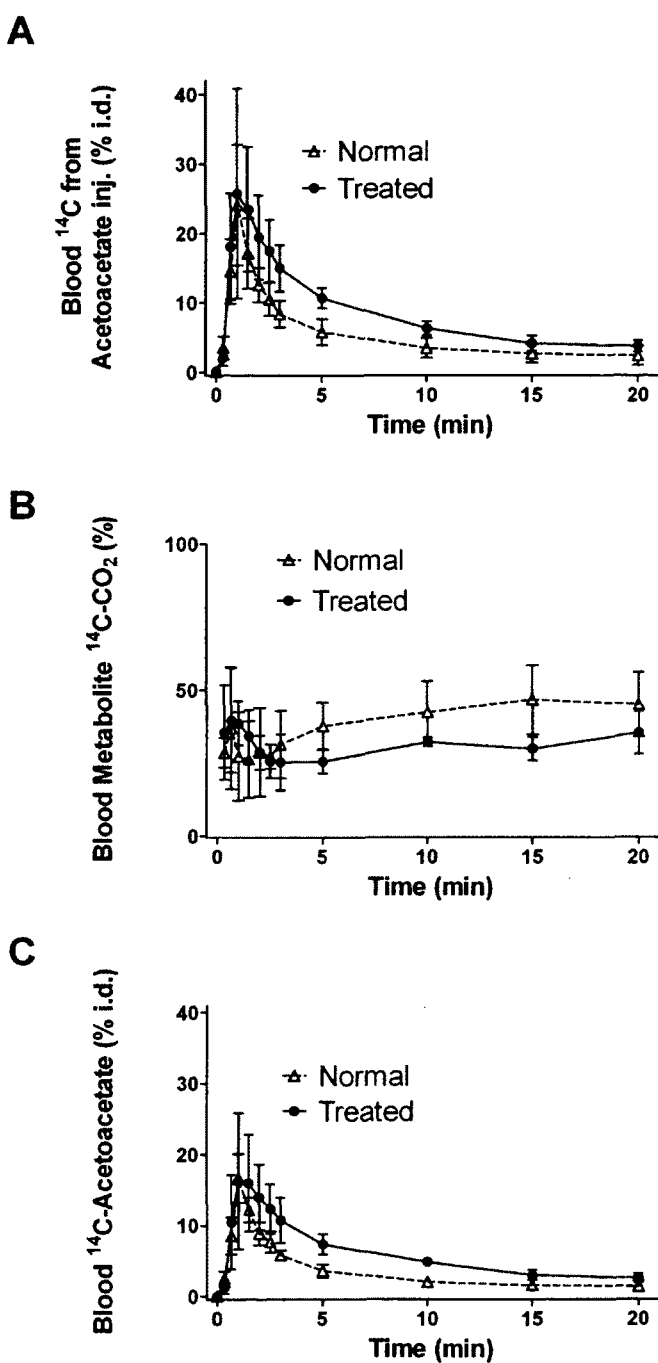 A
Blood ¹⁴C from
Acetoacetate inj. (% i.d.)
40
30
20
10
0
Normal
Treated
0 5 10 15 20
Time (min)
B
Blood Metabolite ¹⁴C-CO₂ (%)
100
50
0
Normal
Treated
0 5 10 15 20
Time (min)
C
Blood ¹⁴C-Acetoacetate (% i.d.)
40
30
20
10
0
Normal
Treated
0 5 10 15 20
Time (min)